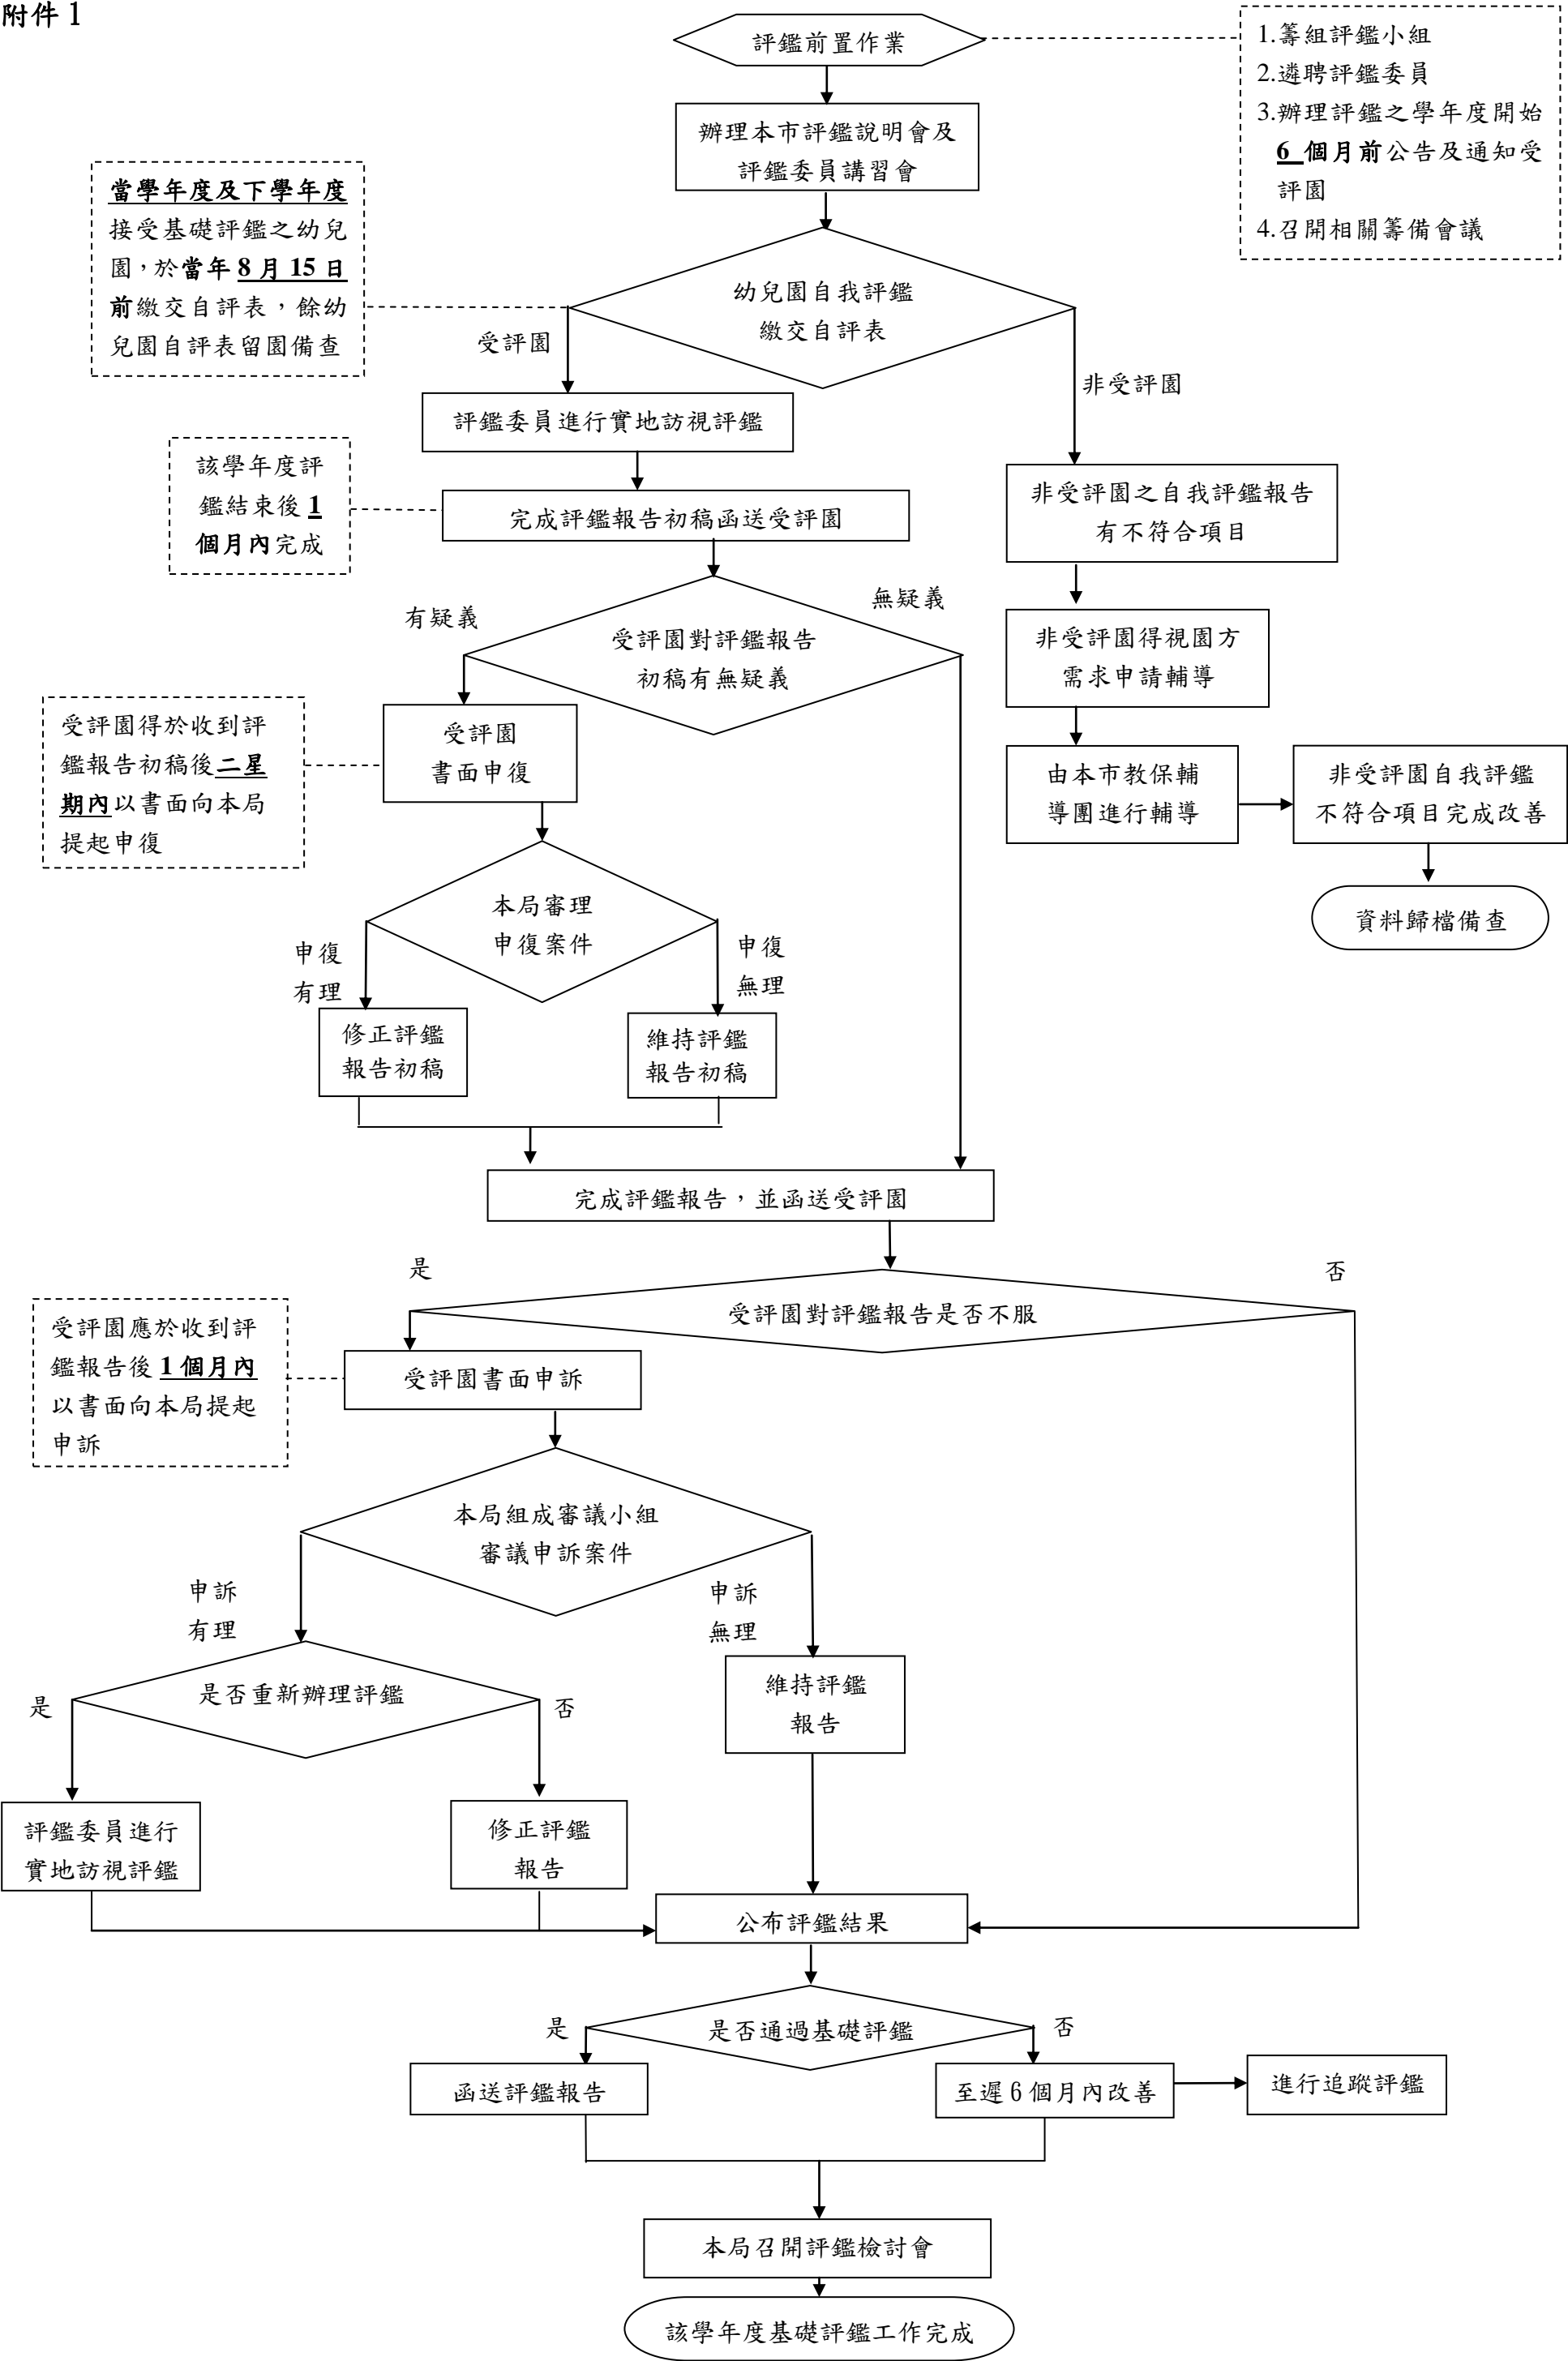 附件1
評鑑前置作業
1.籌組評鑑小組
2.遴聘評鑑委員
3.辦理評鑑之學年度開始
6 個月前公告及通知受
評園
4.召開相關籌備會議
辦理本市評鑑說明會及
評鑑委員講習會
當學年度及下學年度
接受基礎評鑑之幼兒
園，於當年 8 月 15 日
前繳交自評表，餘幼
兒園自評表留園備查
幼兒園自我評鑑
繳交自評表
受評園
非受評園
評鑑委員進行實地訪視評鑑
該學年度評
鑑結束後 1
個月內完成
完成評鑑報告初稿函送受評園
非受評園之自我評鑑報告
有不符合項目
有疑義
無疑義
受評園對評鑑報告
初稿有無疑義
非受評園得視園方
需求申請輔導
受評園得於收到評
鑑報告初稿後二星
期內以書面向本局
提起申復
受評園
書面申復
由本市教保輔
導團進行輔導
非受評園自我評鑑
不符合項目完成改善
資料歸檔備查
本局審理
申復案件
申復
有理
申復
無理
修正評鑑
報告初稿
維持評鑑
報告初稿
完成評鑑報告，並函送受評園
是
否
受評園對評鑑報告是否不服
受評園應於收到評
鑑報告後 1 個月內
以書面向本局提起
申訴
受評園書面申訴
本局組成審議小組
審議申訴案件
申訴
有理
申訴
無理
是否重新辦理評鑑
是
否
維持評鑑
報告
評鑑委員進行
實地訪視評鑑
修正評鑑
報告
公布評鑑結果
是否通過基礎評鑑
是
否
函送評鑑報告
至遲 6 個月內改善
進行追蹤評鑑
本局召開評鑑檢討會
該學年度基礎評鑑工作完成